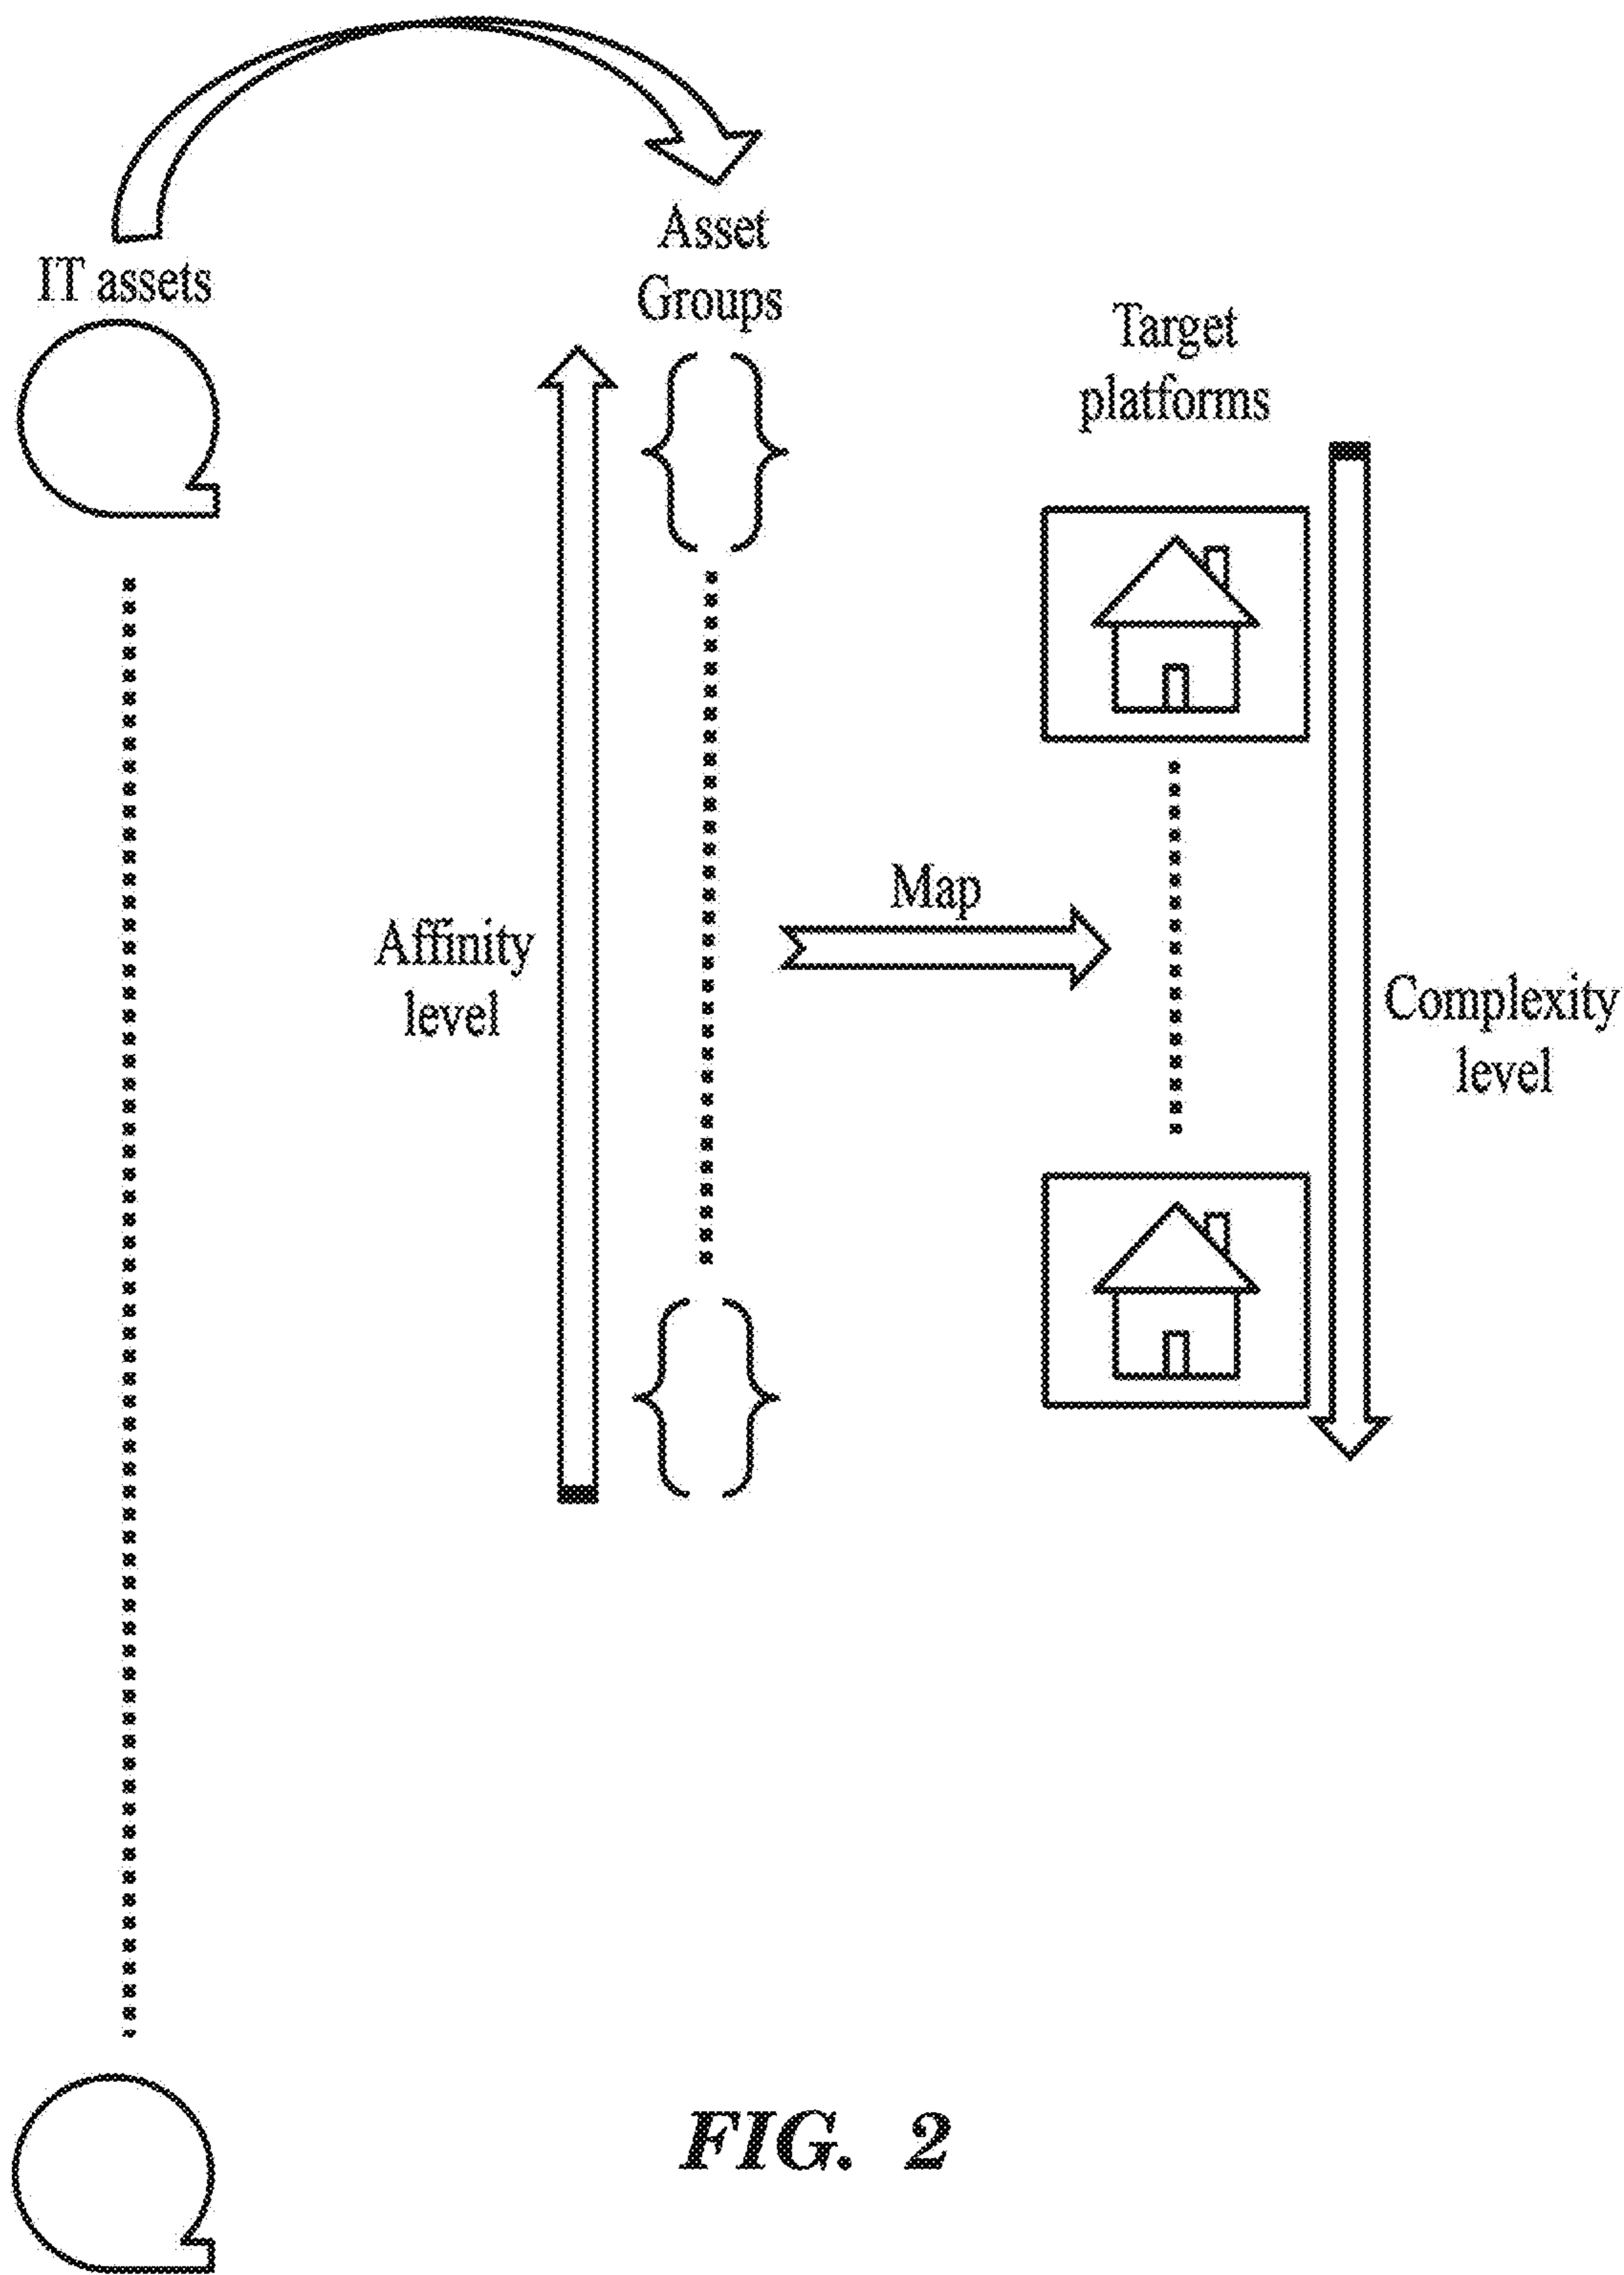 IT assets
Asset
Groups
Target
platforms
Affinity
level
Map
Complexity
level
FIG. 2